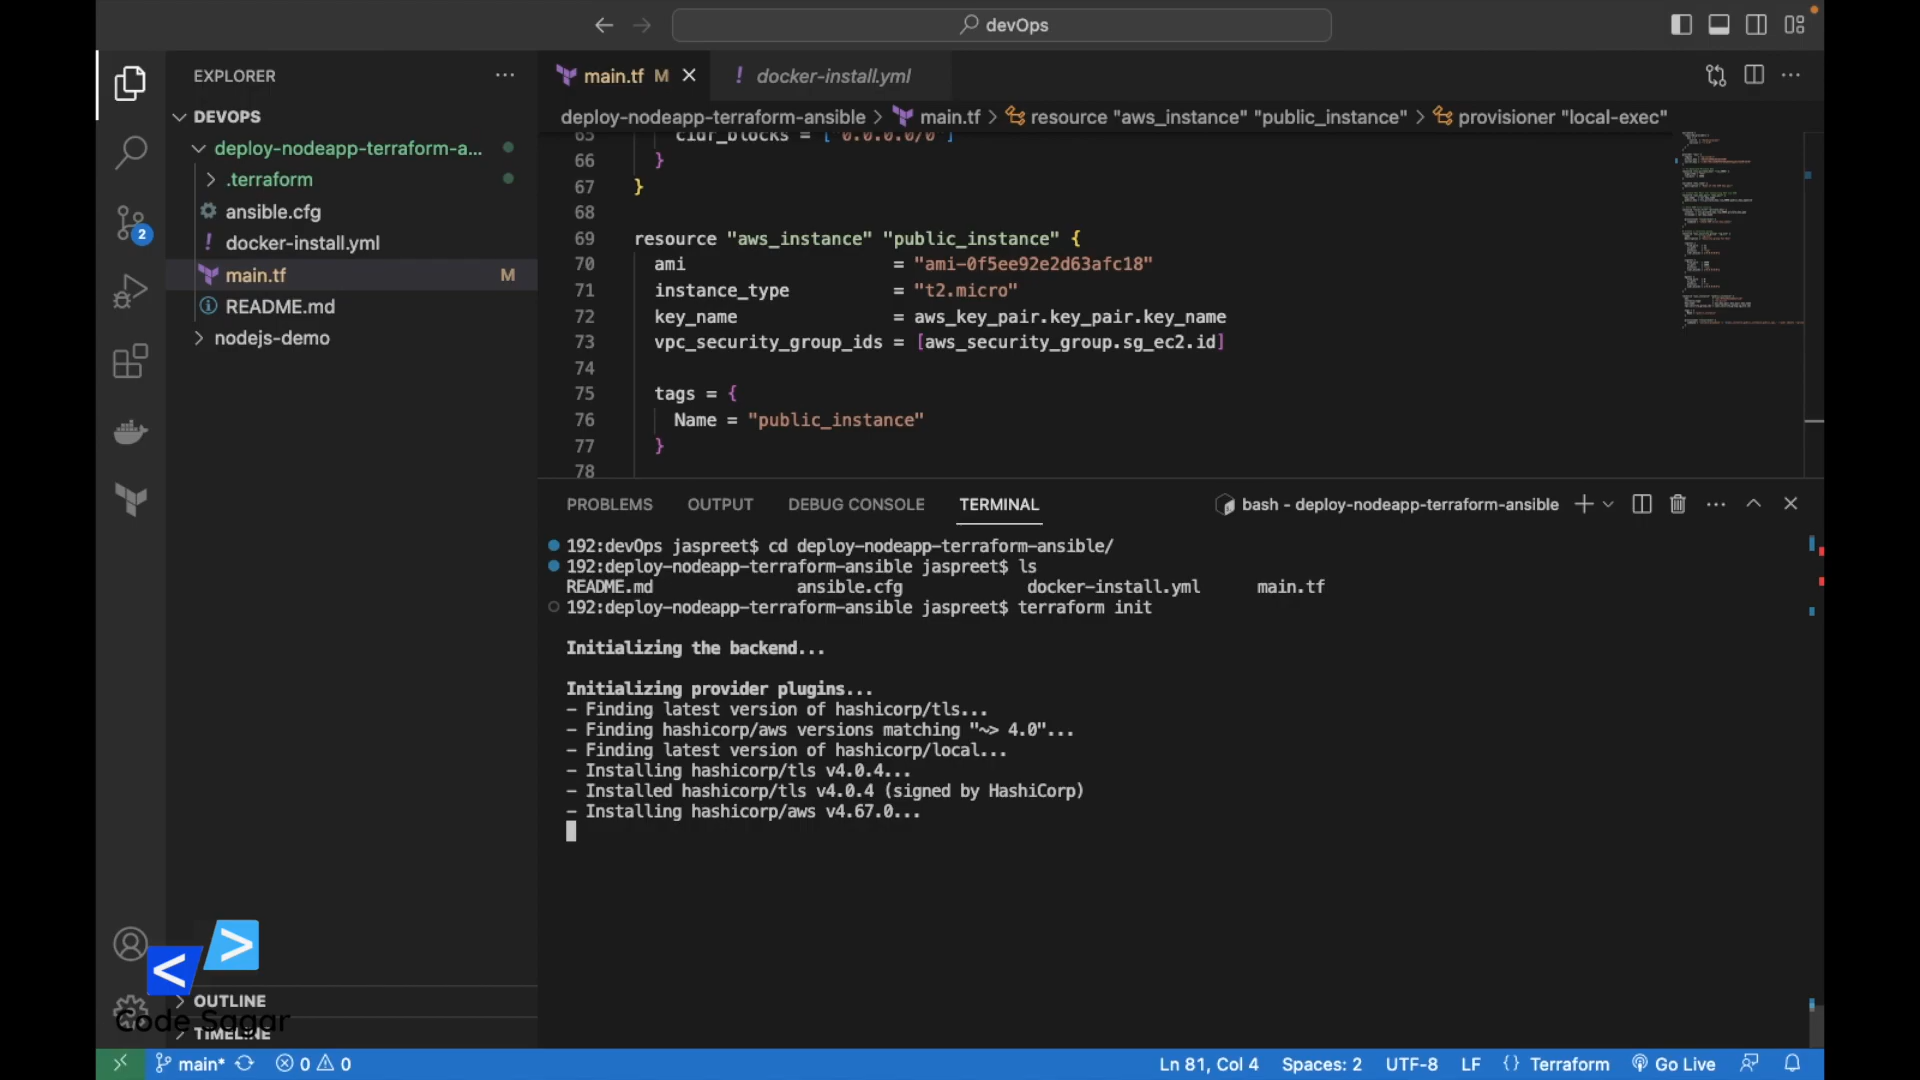 devOps
EXPLORER
DEVOPS
deploy-nodeapp-terraform-a...
.terraform
ansible.cfg
docker-install.yml
main.tf M
README.md
nodejs-demo
OUTLINE
TIMELINE
2
main.tf M
docker-install.yml
deploy-nodeapp-terraform-ansible > main.tf > resource "aws_instance" "public_instance" > provisioner "local-exec"
65 cidr_blocks = ["0.0.0.0/0"]
66 }
67 }
68
69 resource "aws_instance" "public_instance" {
70 ami = "ami-0f5ee92e2d63afc18"
71 instance_type = "t2.micro"
72 key_name = aws_key_pair.key_pair.key_name
73 vpc_security_group_ids = [aws_security_group.sg_ec2.id]
74
75 tags = {
76 Name = "public_instance"
77 }
78
PROBLEMS OUTPUT DEBUG CONSOLE TERMINAL
bash - deploy-nodeapp-terraform-ansible
192:devOps jaspreet$ cd deploy-nodeapp-terraform-ansible/
192:deploy-nodeapp-terraform-ansible jaspreet$ ls
README.md ansible.cfg docker-install.yml main.tf
192:deploy-nodeapp-terraform-ansible jaspreet$ terraform init
Initializing the backend...
Initializing provider plugins...
- Finding latest version of hashicorp/tls...
- Finding hashicorp/aws versions matching "~> 4.0"...
- Finding latest version of hashicorp/local...
- Installing hashicorp/tls v4.0.4...
- Installed hashicorp/tls v4.0.4 (signed by HashiCorp)
- Installing hashicorp/aws v4.67.0...
Code Sagar
main* 0 0
Ln 81, Col 4 Spaces: 2 UTF-8 LF {} Terraform Go Live